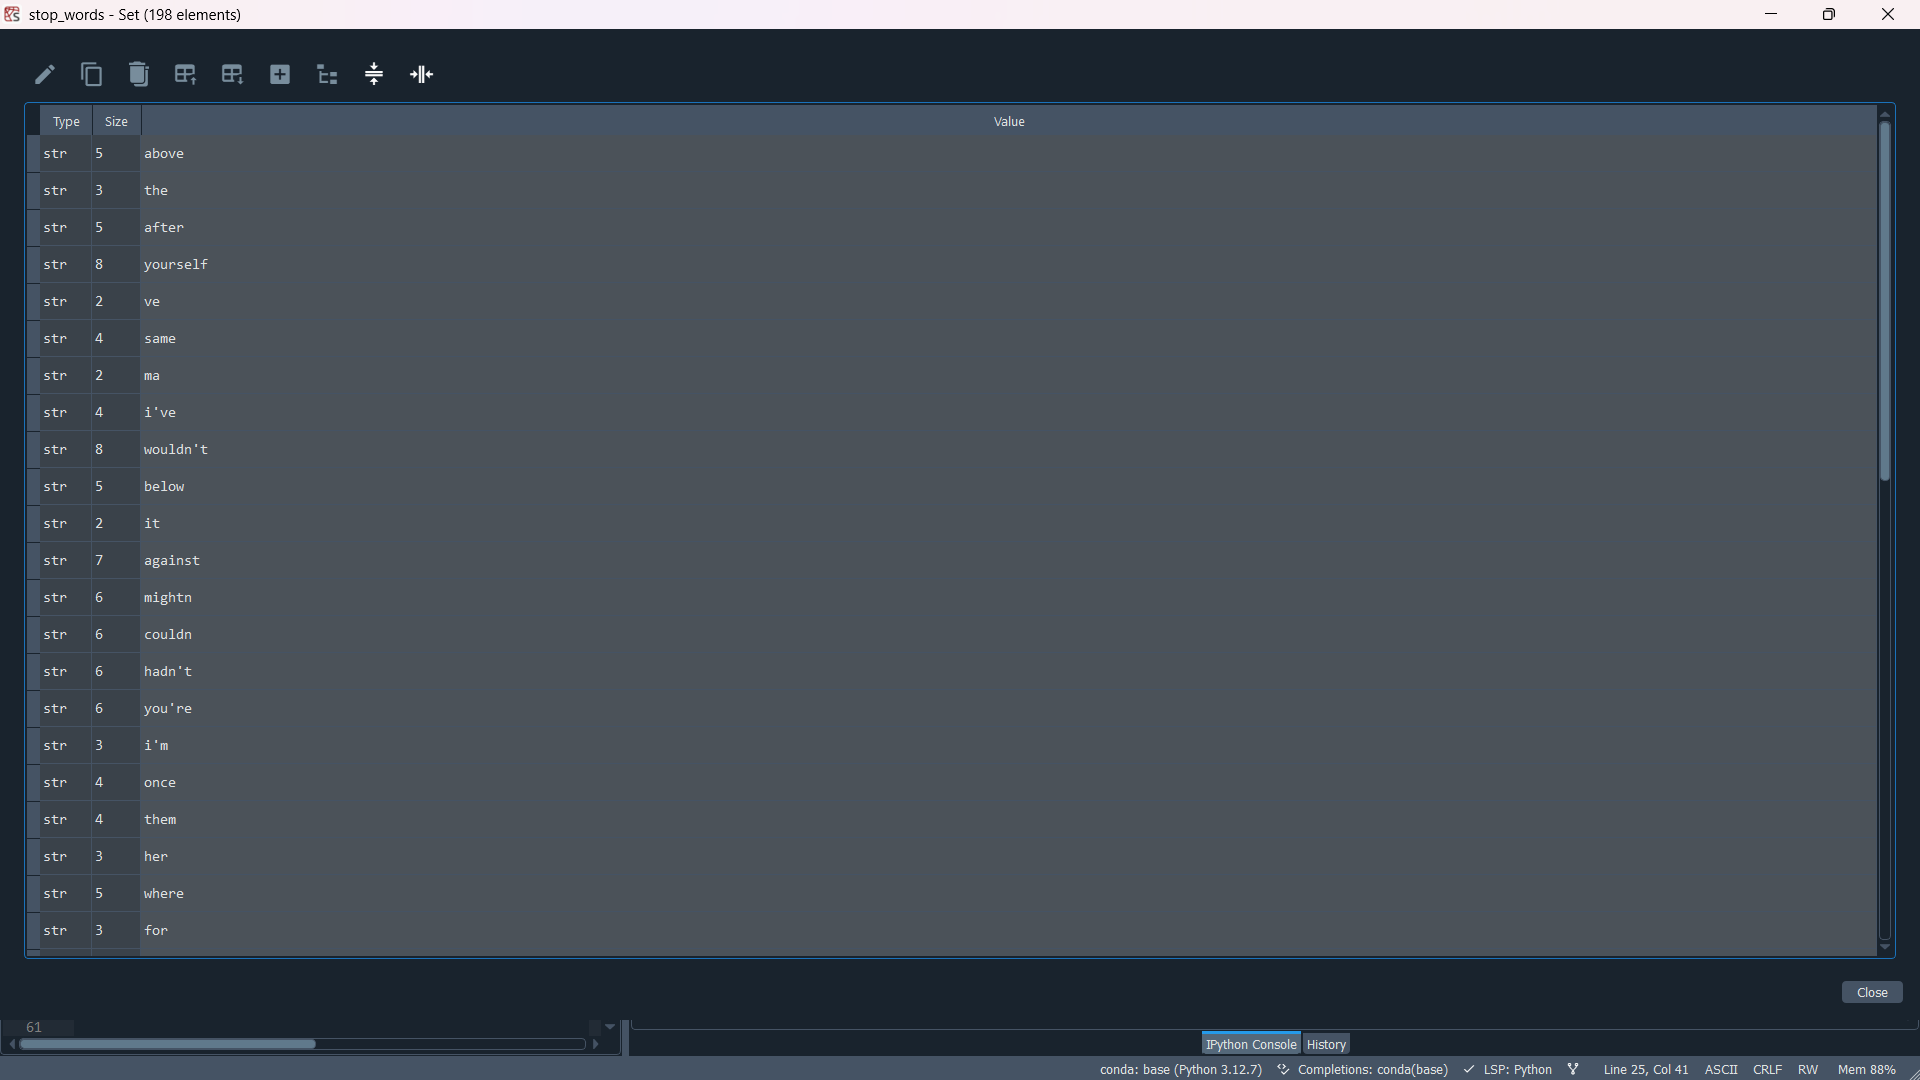 stop_words - Set (198 elements)
Type Size Value
str 5 above
str 3 the
str 5 after
str 8 yourself
str 2 ve
str 4 same
str 2 ma
str 4 i've
str 8 wouldn't
str 5 below
str 2 it
str 7 against
str 6 mightn
str 6 couldn
str 6 hadn't
str 6 you're
str 3 i'm
str 4 once
str 4 them
str 3 her
str 5 where
str 3 for
Close
61
IPython Console History
conda: base (Python 3.12.7) Completions: conda(base) LSP: Python Line 25, Col 41 ASCII CRLF RW Mem 88%